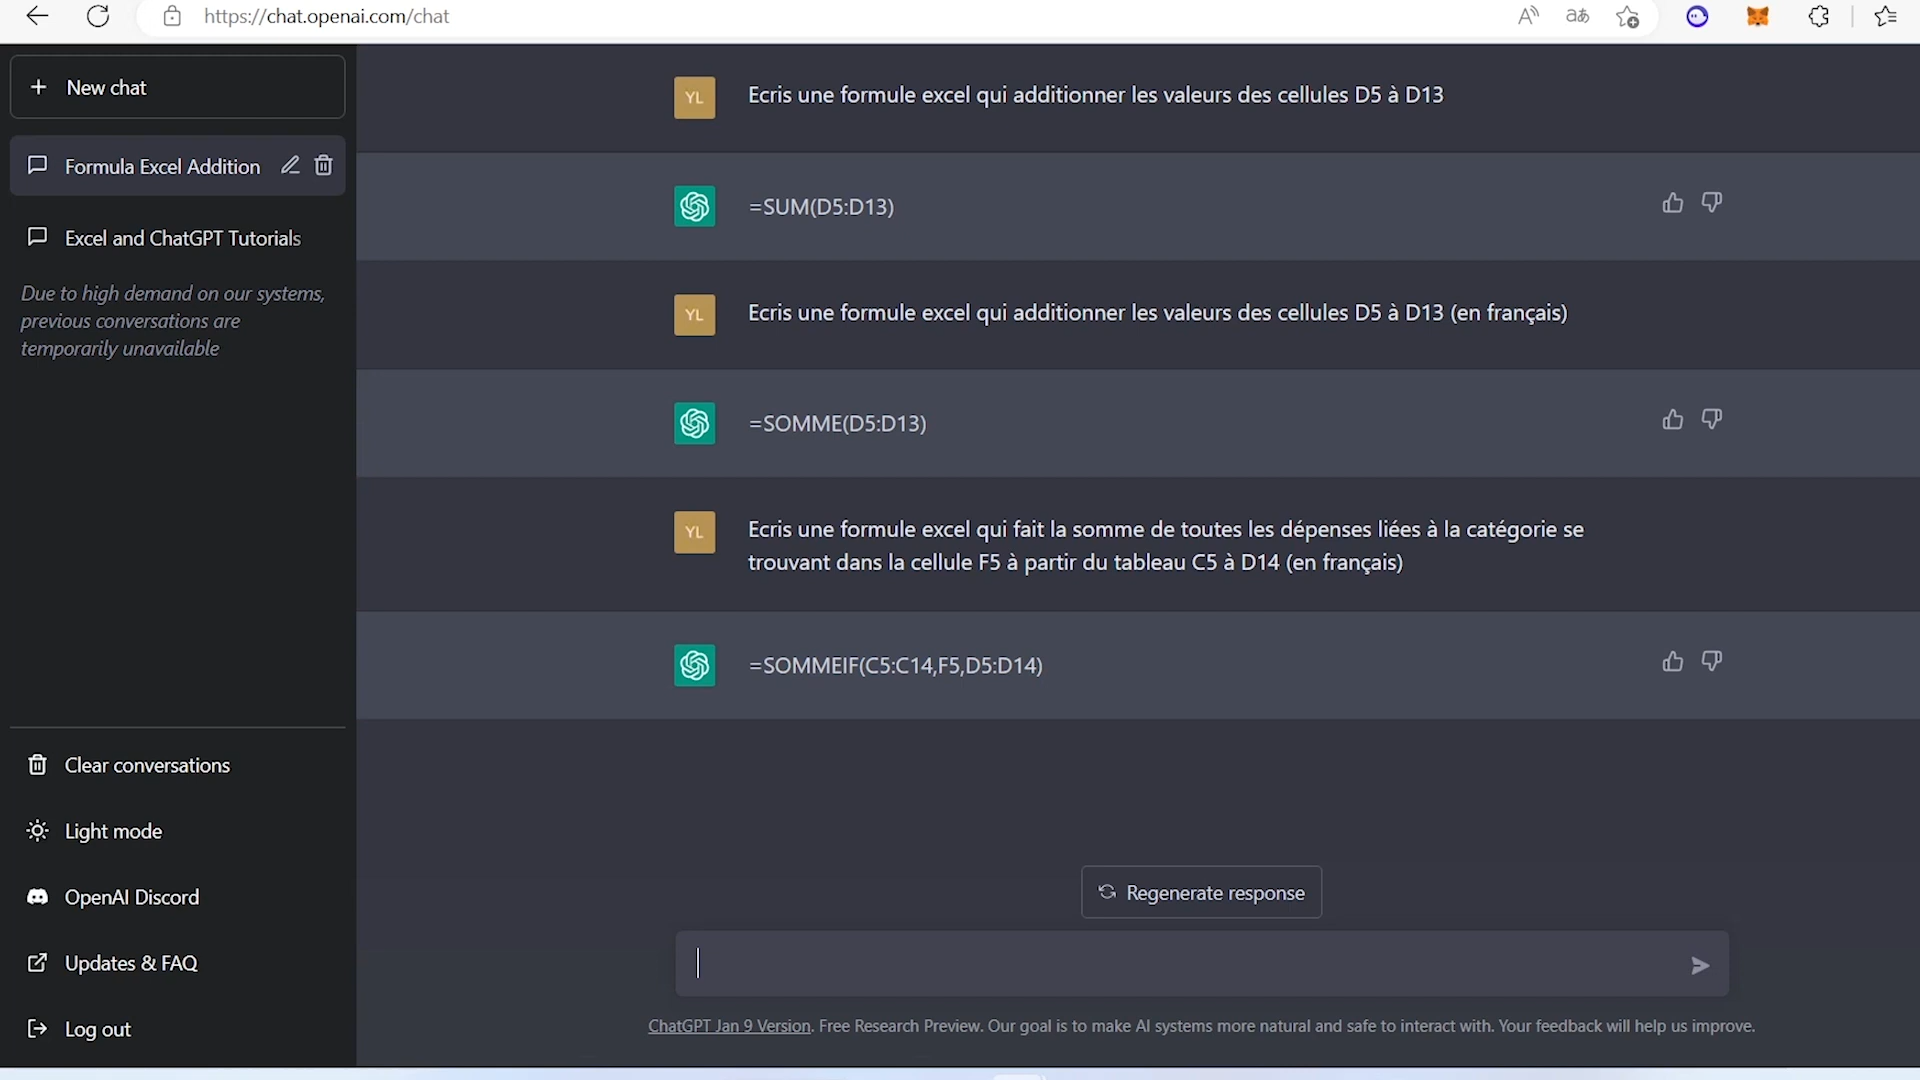 https://chat.openai.com/chat
New chat
Formula Excel Addition
Excel and ChatGPT Tutorials
Due to high demand on our systems,
previous conversations are
temporarily unavailable
Clear conversations
Light mode
OpenAI Discord
Updates & FAQ
Log out
YL
Ecris une formule excel qui additionner les valeurs des cellules D5 à D13
=SUM(D5:D13)
YL
Ecris une formule excel qui additionner les valeurs des cellules D5 à D13 (en français)
=SOMME(D5:D13)
YL
Ecris une formule excel qui fait la somme de toutes les dépenses liées à la catégorie se
trouvant dans la cellule F5 à partir du tableau C5 à D14 (en français)
=SOMMEIF(C5:C14,F5,D5:D14)
Regenerate response
ChatGPT Jan 9 Version. Free Research Preview. Our goal is to make AI systems more natural and safe to interact with. Your feedback will help us improve.